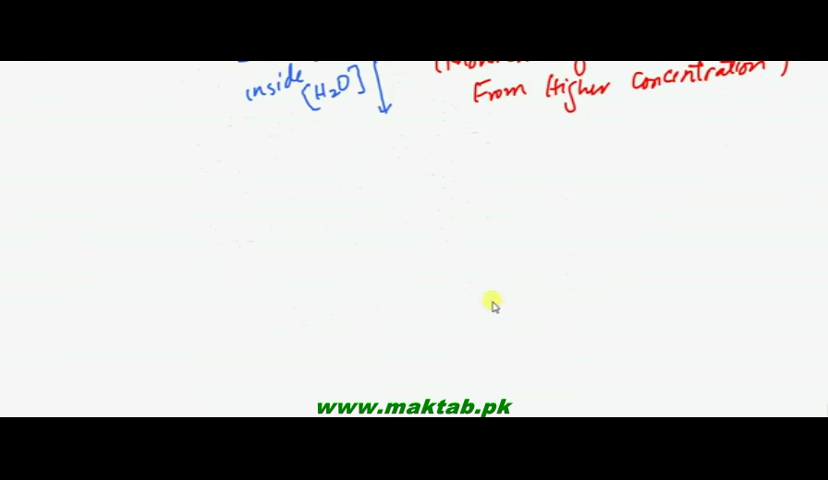 inside
[H₂O]
From Higher Concentration )
www.maktab.pk